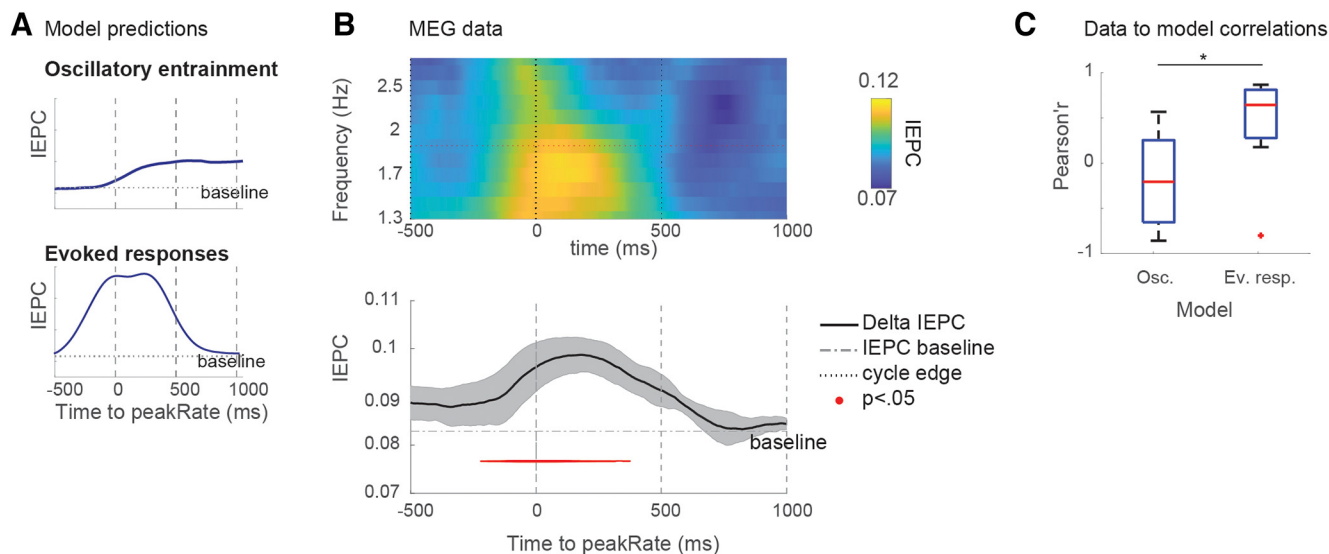 A Model predictions
Oscillatory entrainment
IEPC
baseline
Evoked responses
IEPC
baseline
-500 0 500 1000
Time to peakRate (ms)
B MEG data
Frequency (Hz)
2.5
2
1.7
1.3
-500 0 500 1000
time (ms)
0.12
IEPC
0.07
IEPC
0.11
0.1
0.09
0.08
0.07
baseline
-500 0 500 1000
Time to peakRate (ms)
Delta IEPC
IEPC baseline
cycle edge
p<.05
C Data to model correlations
*
Pearson'r
1
0
-1
Osc. Ev. resp.
Model